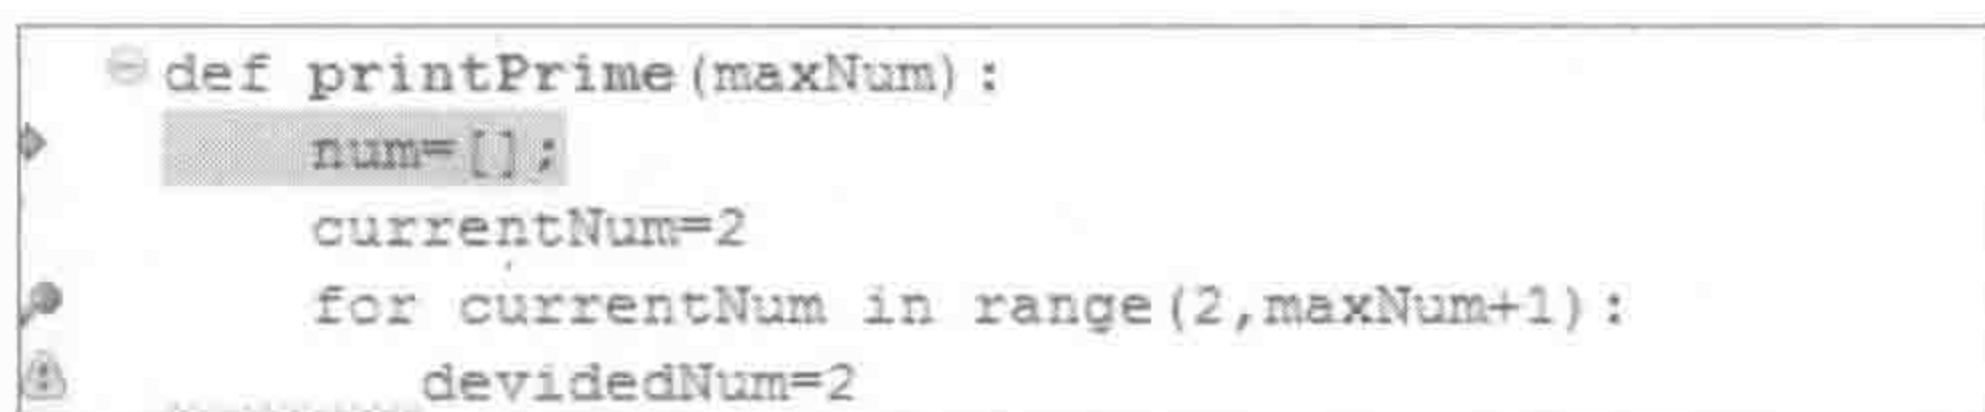 def printPrime(maxNum):
num=[];
currentNum=2
for currentNum in range(2,maxNum+1):
devidedNum=2